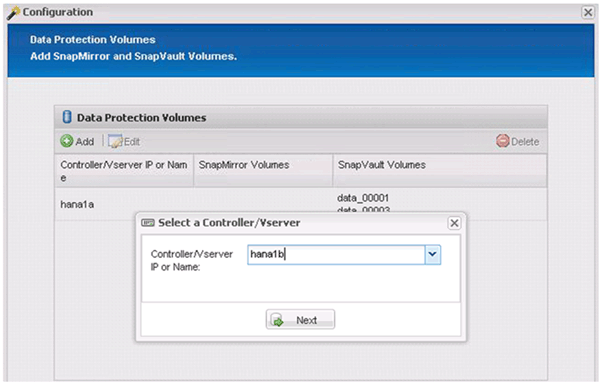 Configuration
Data Protection Volumes
Add SnapMirror and SnapVault Volumes.
Data Protection Volumes
Add Edit Delete
Controller/Vserver IP or Nam
e
SnapMirror Volumes
SnapVault Volumes
hana1a
data_00001
data_00003
Select a Controller/Vserver
Controller/Vserver
IP or Name:
hana1b
Next